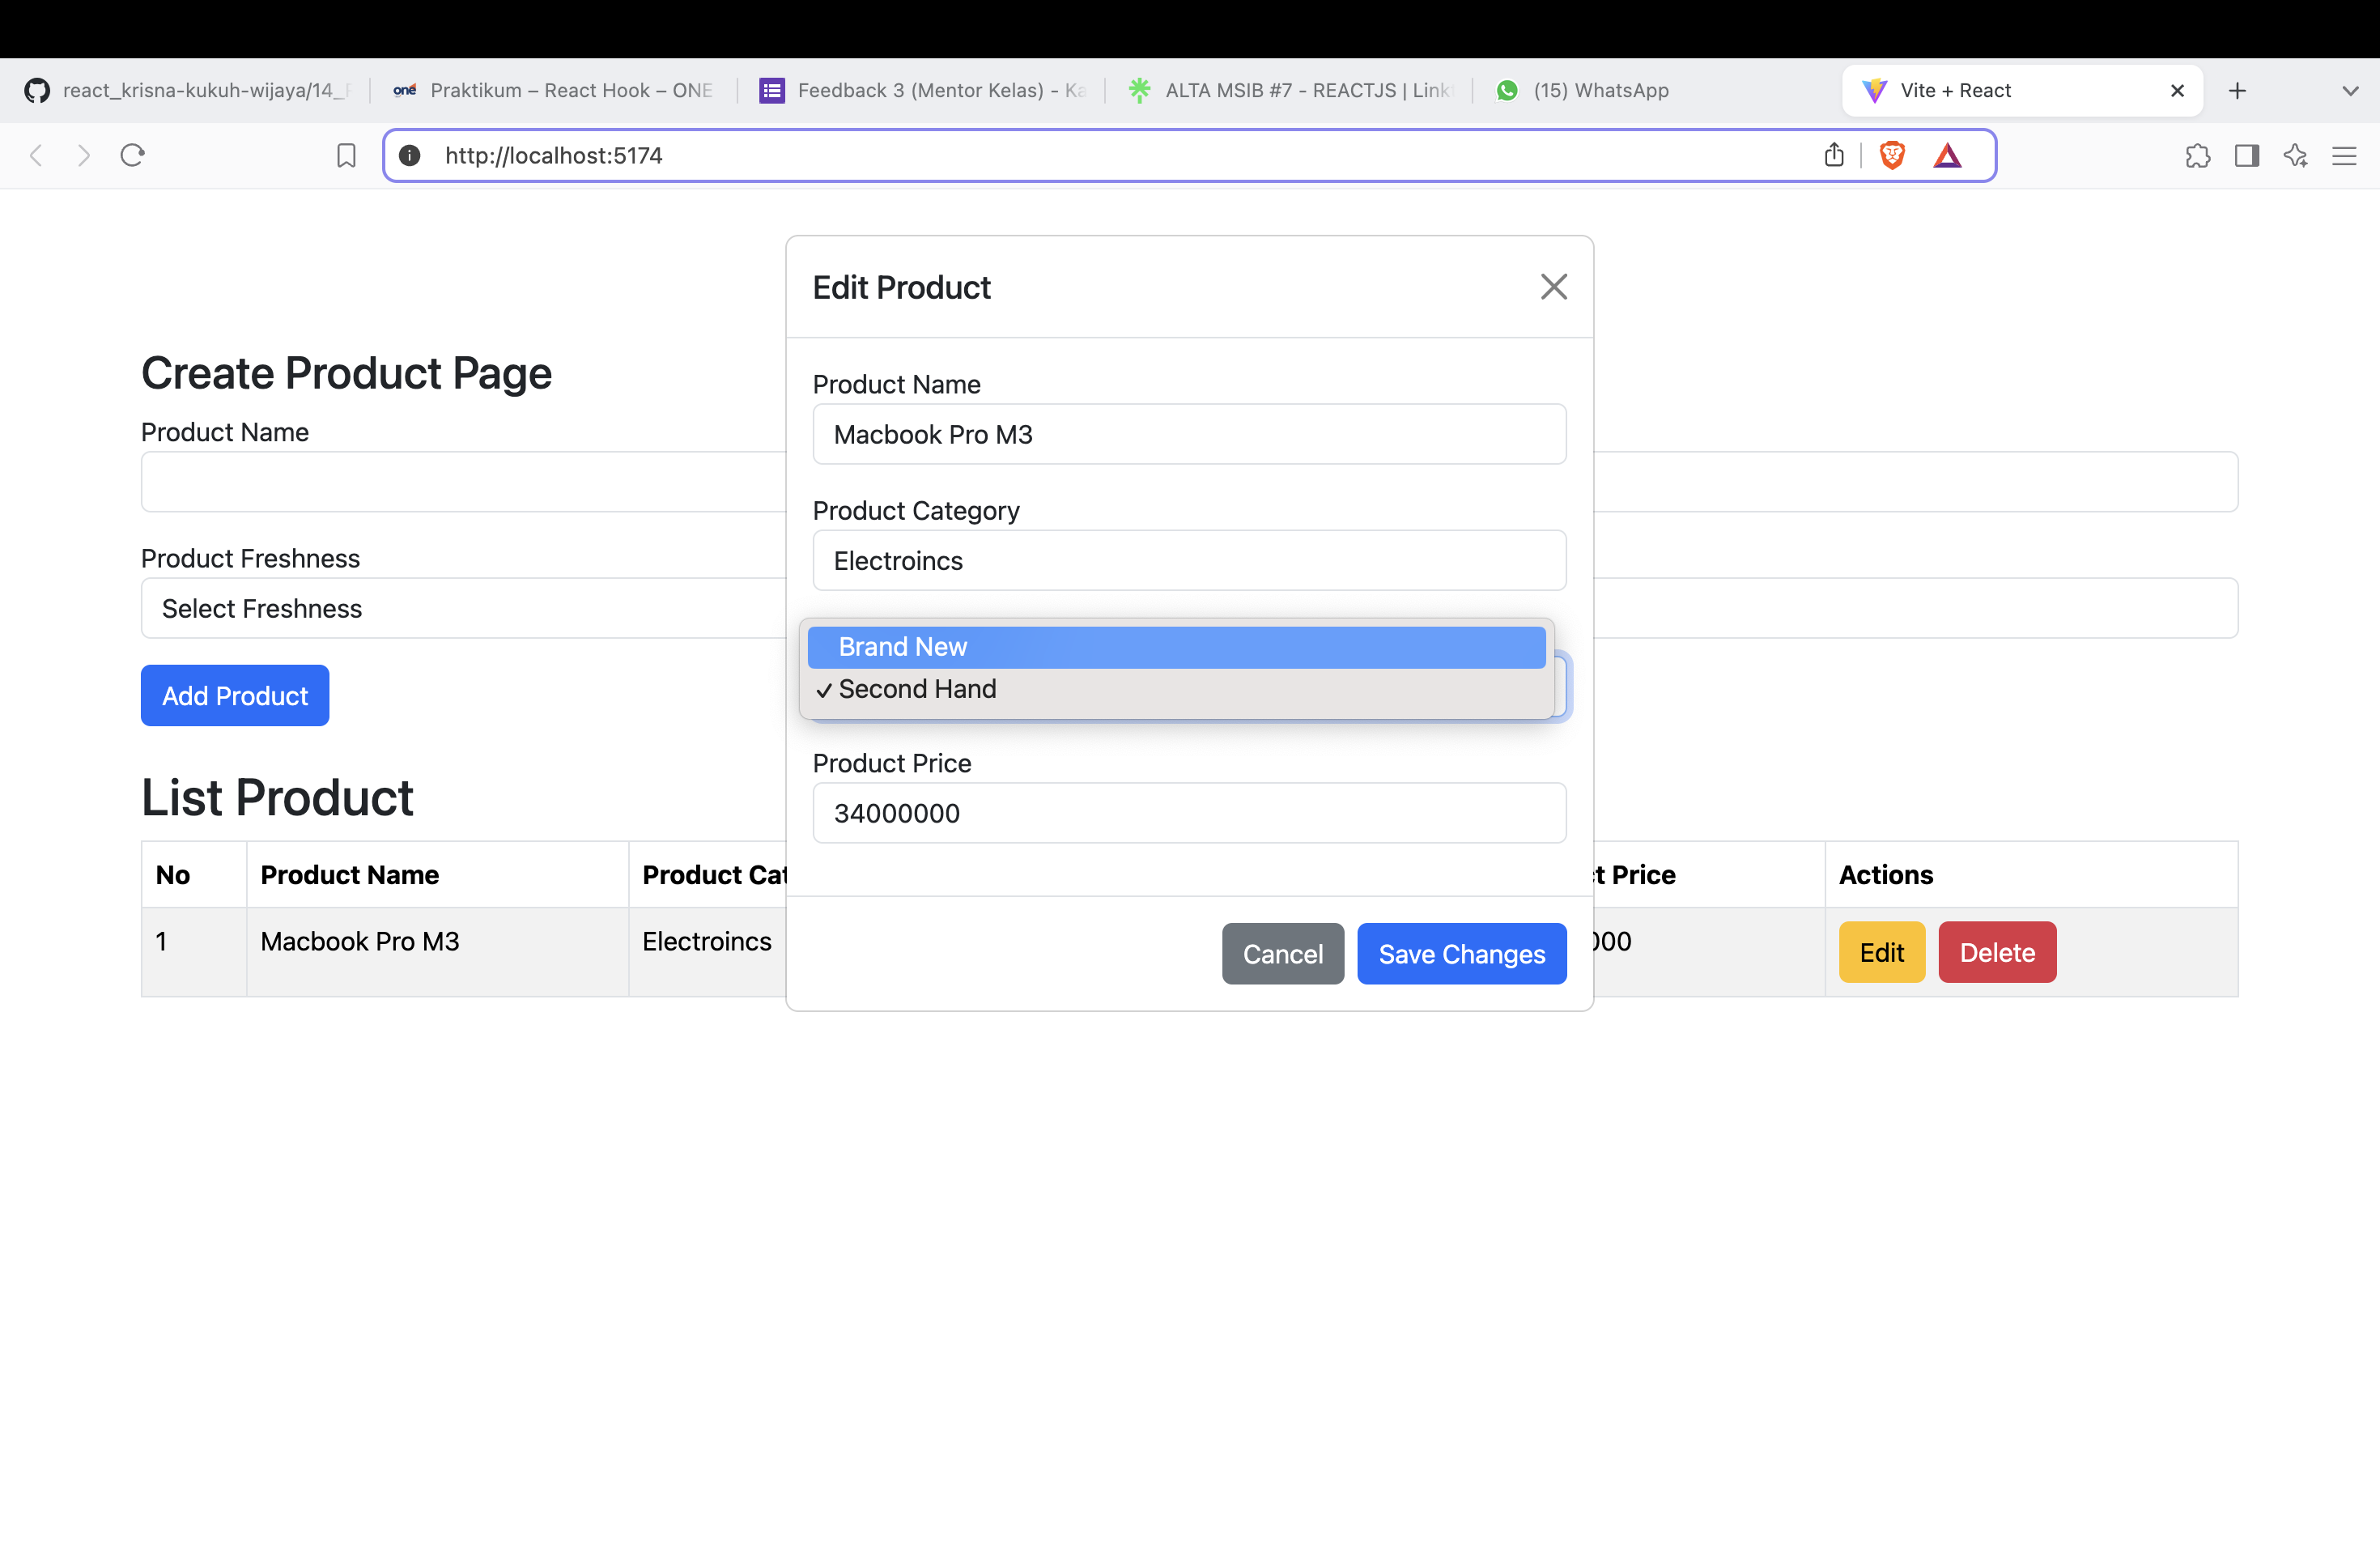 react_krisna-kukuh-wijaya/14_
one Praktikum – React Hook – ONE
Feedback 3 (Mentor Kelas) - Ka
ALTA MSIB #7 - REACTJS | Link
(15) WhatsApp
Vite + React
http://localhost:5174
Edit Product
Product Name
Macbook Pro M3
Product Category
Electroincs
Brand New
✓ Second Hand
Product Price
34000000
Cancel
Save Changes
Create Product Page
Product Name
Product Freshness
Select Freshness
Add Product
List Product
No Product Name Product Cat t Price Actions
1 Macbook Pro M3 Electroincs 000 Edit Delete